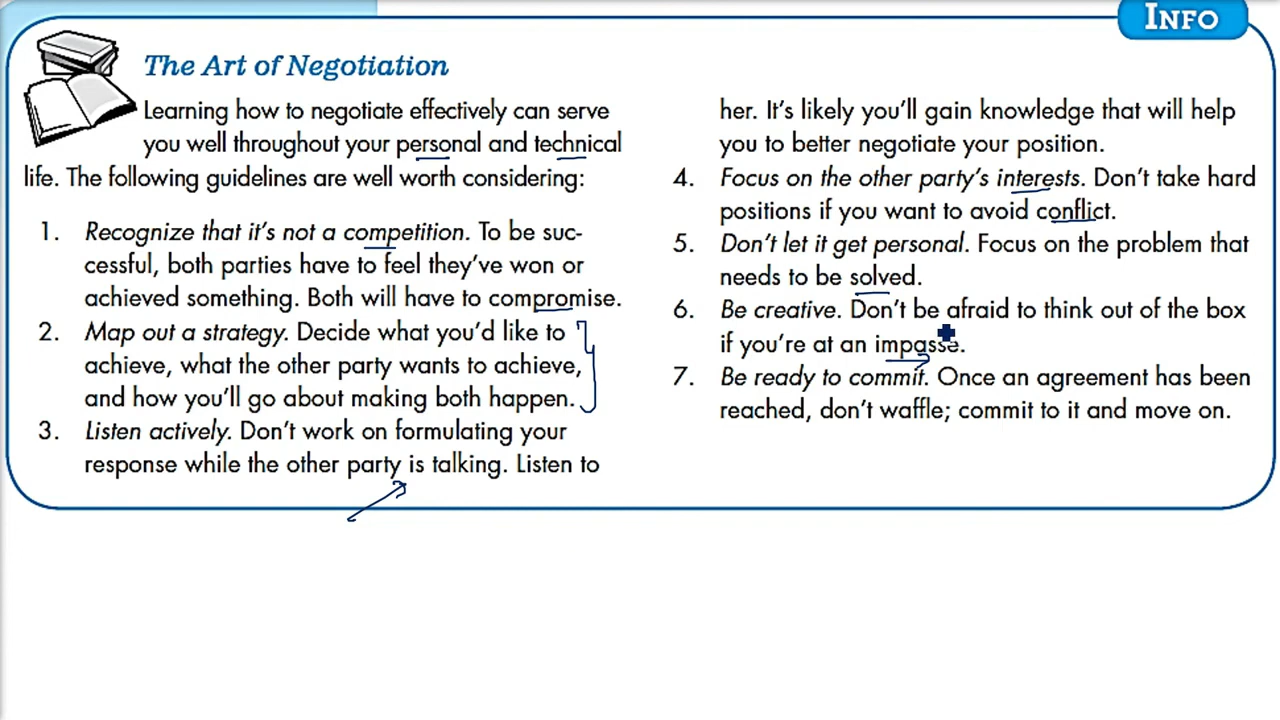 INFO
The Art of Negotiation
Learning how to negotiate effectively can serve
you well throughout your personal and technical
life. The following guidelines are well worth considering:
1. Recognize that it's not a competition. To be suc-
cessful, both parties have to feel they've won or
achieved something. Both will have to compromise.
2. Map out a strategy. Decide what you'd like to
achieve, what the other party wants to achieve,
and how you'll go about making both happen.
3. Listen actively. Don't work on formulating your
response while the other party is talking. Listen to
her. It's likely you'll gain knowledge that will help
you to better negotiate your position.
4. Focus on the other party's interests. Don't take hard
positions if you want to avoid conflict.
5. Don't let it get personal. Focus on the problem that
needs to be solved.
6. Be creative. Don't be afraid to think out of the box
if you're at an impasse.
7. Be ready to commit. Once an agreement has been
reached, don't waffle; commit to it and move on.